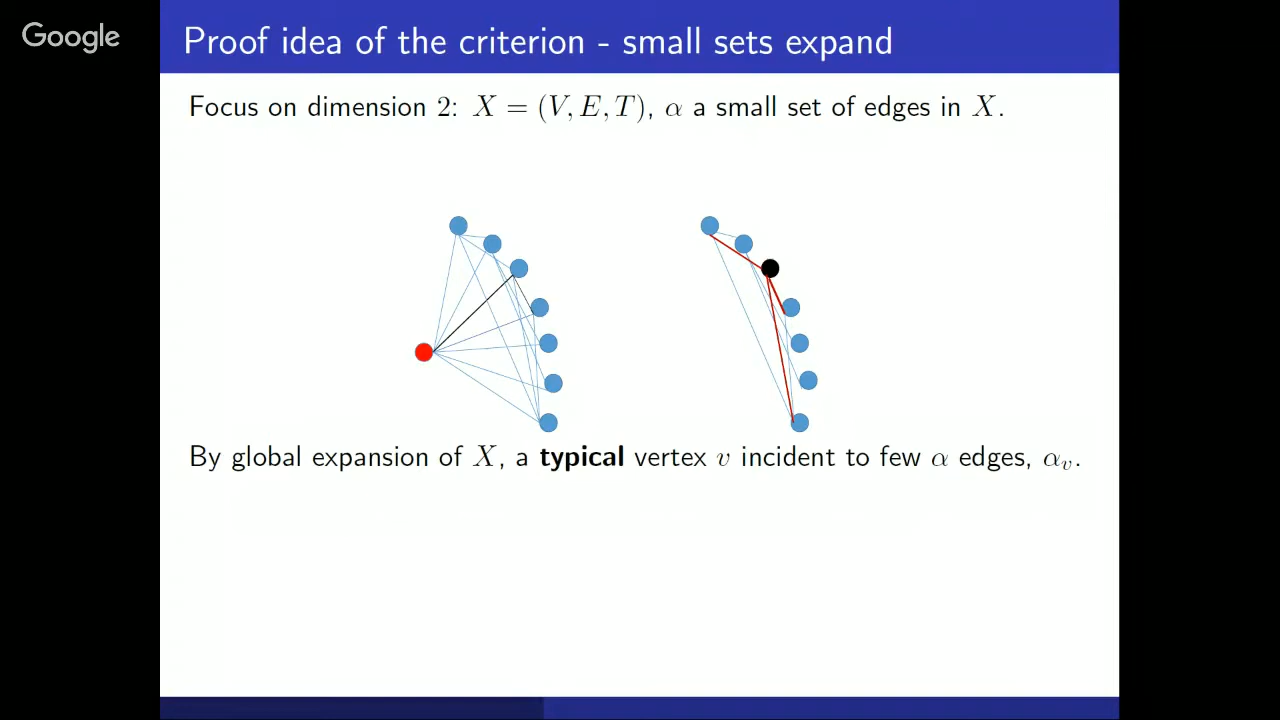 Google
Proof idea of the criterion - small sets expand
Focus on dimension 2: X = (V, E, T), α a small set of edges in X.
By global expansion of X, a typical vertex v incident to few α edges, αᵥ.